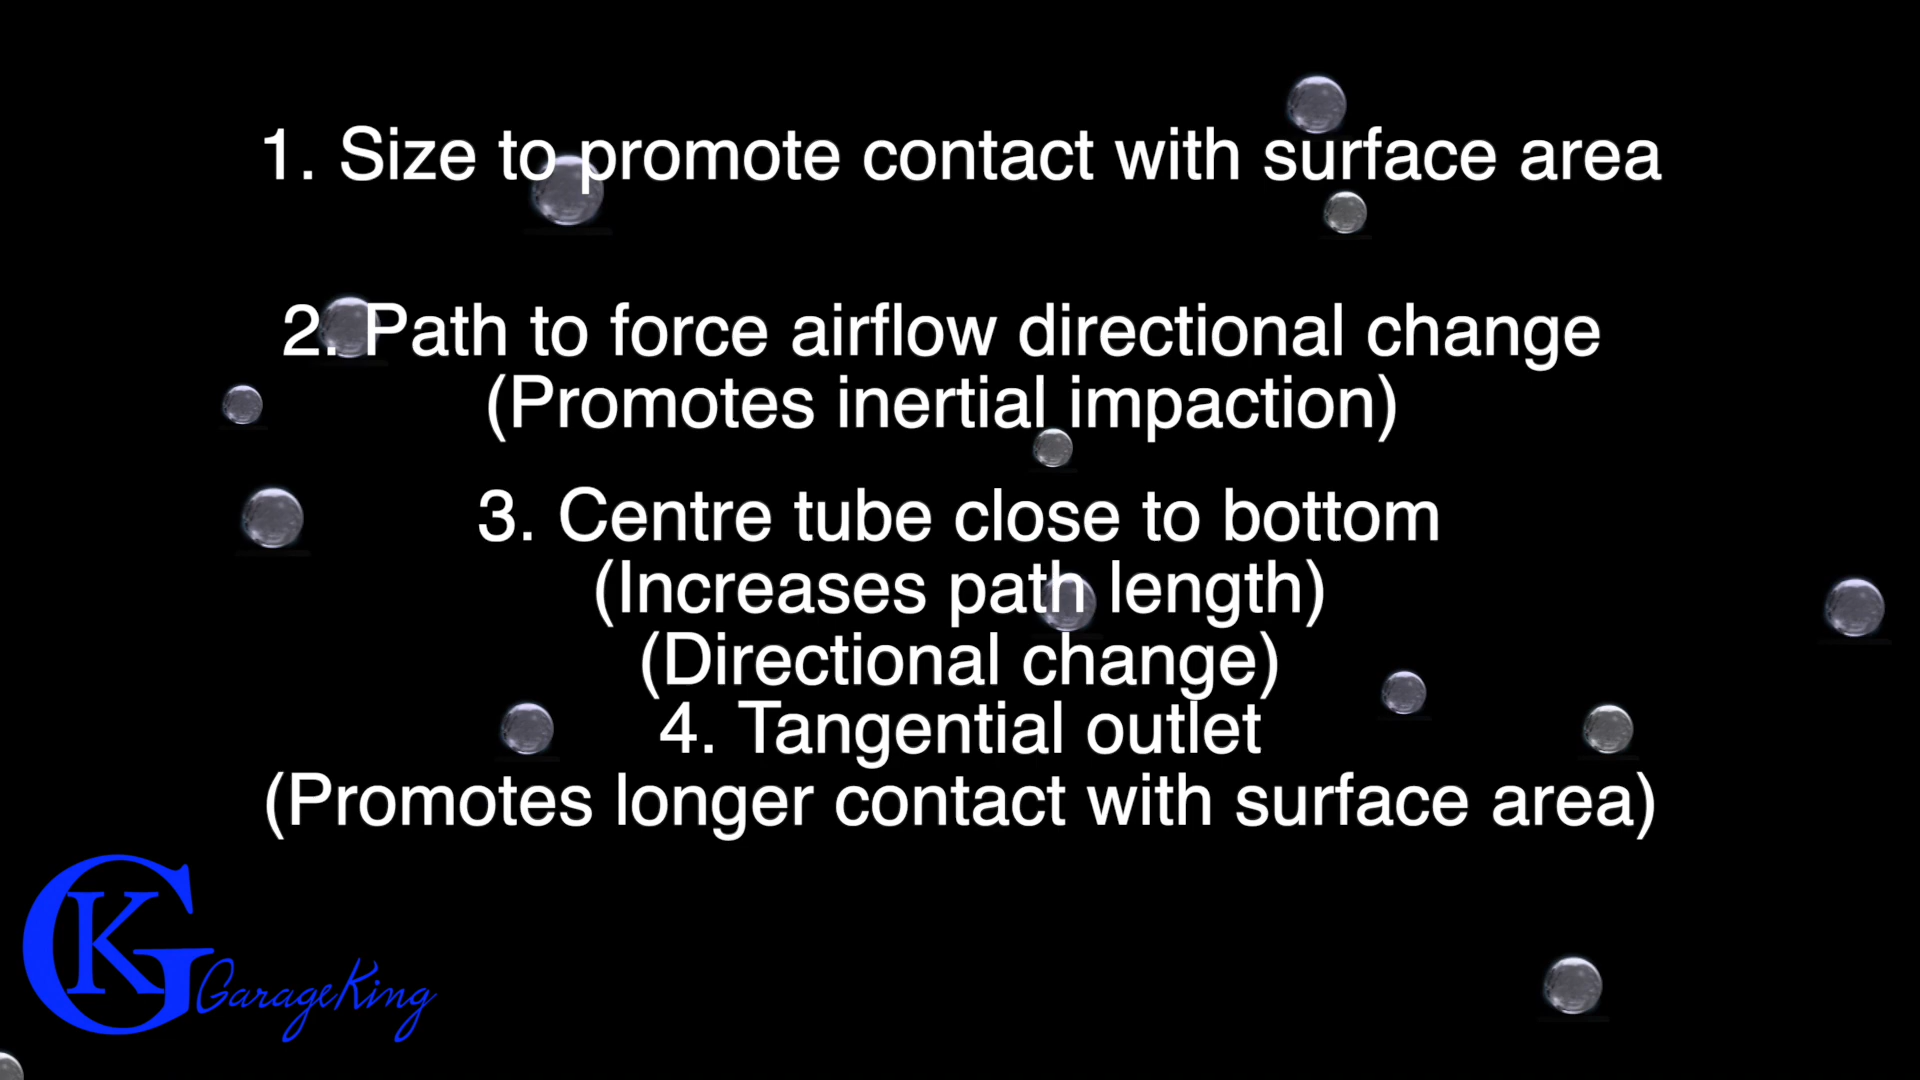 1. Size to promote contact with surface area
2. Path to force airflow directional change
(Promotes inertial impaction)
3. Centre tube close to bottom
(Increases path length)
(Directional change)
4. Tangential outlet
(Promotes longer contact with surface area)
GK
GarageKing